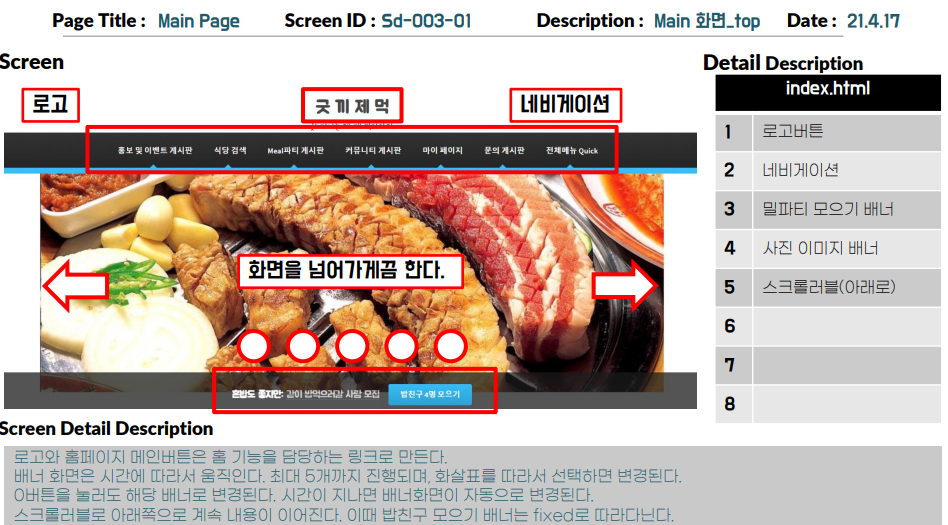 Page Title : Main Page Screen ID : Sd-003-01 Description : Main 화면_top Date : 21.4.17
Screen
Detail Description
로고
굿 끼 제 먹
네비게이션
홍보 및 이벤트 게시판 식당 검색 Meal파티 게시판 커뮤니티 게시판 마이 페이지 문의 게시판 전체메뉴 Quick
화면을 넘어가게끔 한다.
혼밥도 좋지만: 같이 밥먹으러갈 사람 모집 밥친구 4명 모으기
index.html
1 로고버튼
2 네비게이션
3 밀파티 모으기 배너
4 사진 이미지 배너
5 스크롤러블(아래로)
6
7
8
Screen Detail Description
로고와 홈페이지 메인버튼은 홈 기능을 담당하는 링크로 만든다.
배너 화면은 시간에 따라서 움직인다. 최대 5개까지 진행되며, 화살표를 따라서 선택하면 변경된다.
0버튼을 눌러도 해당 배너로 변경된다. 시간이 지나면 배너화면이 자동으로 변경된다.
스크롤러블로 아래쪽으로 계속 내용이 이어진다. 이때 밥친구 모으기 배너는 fixed로 따라다닌다.